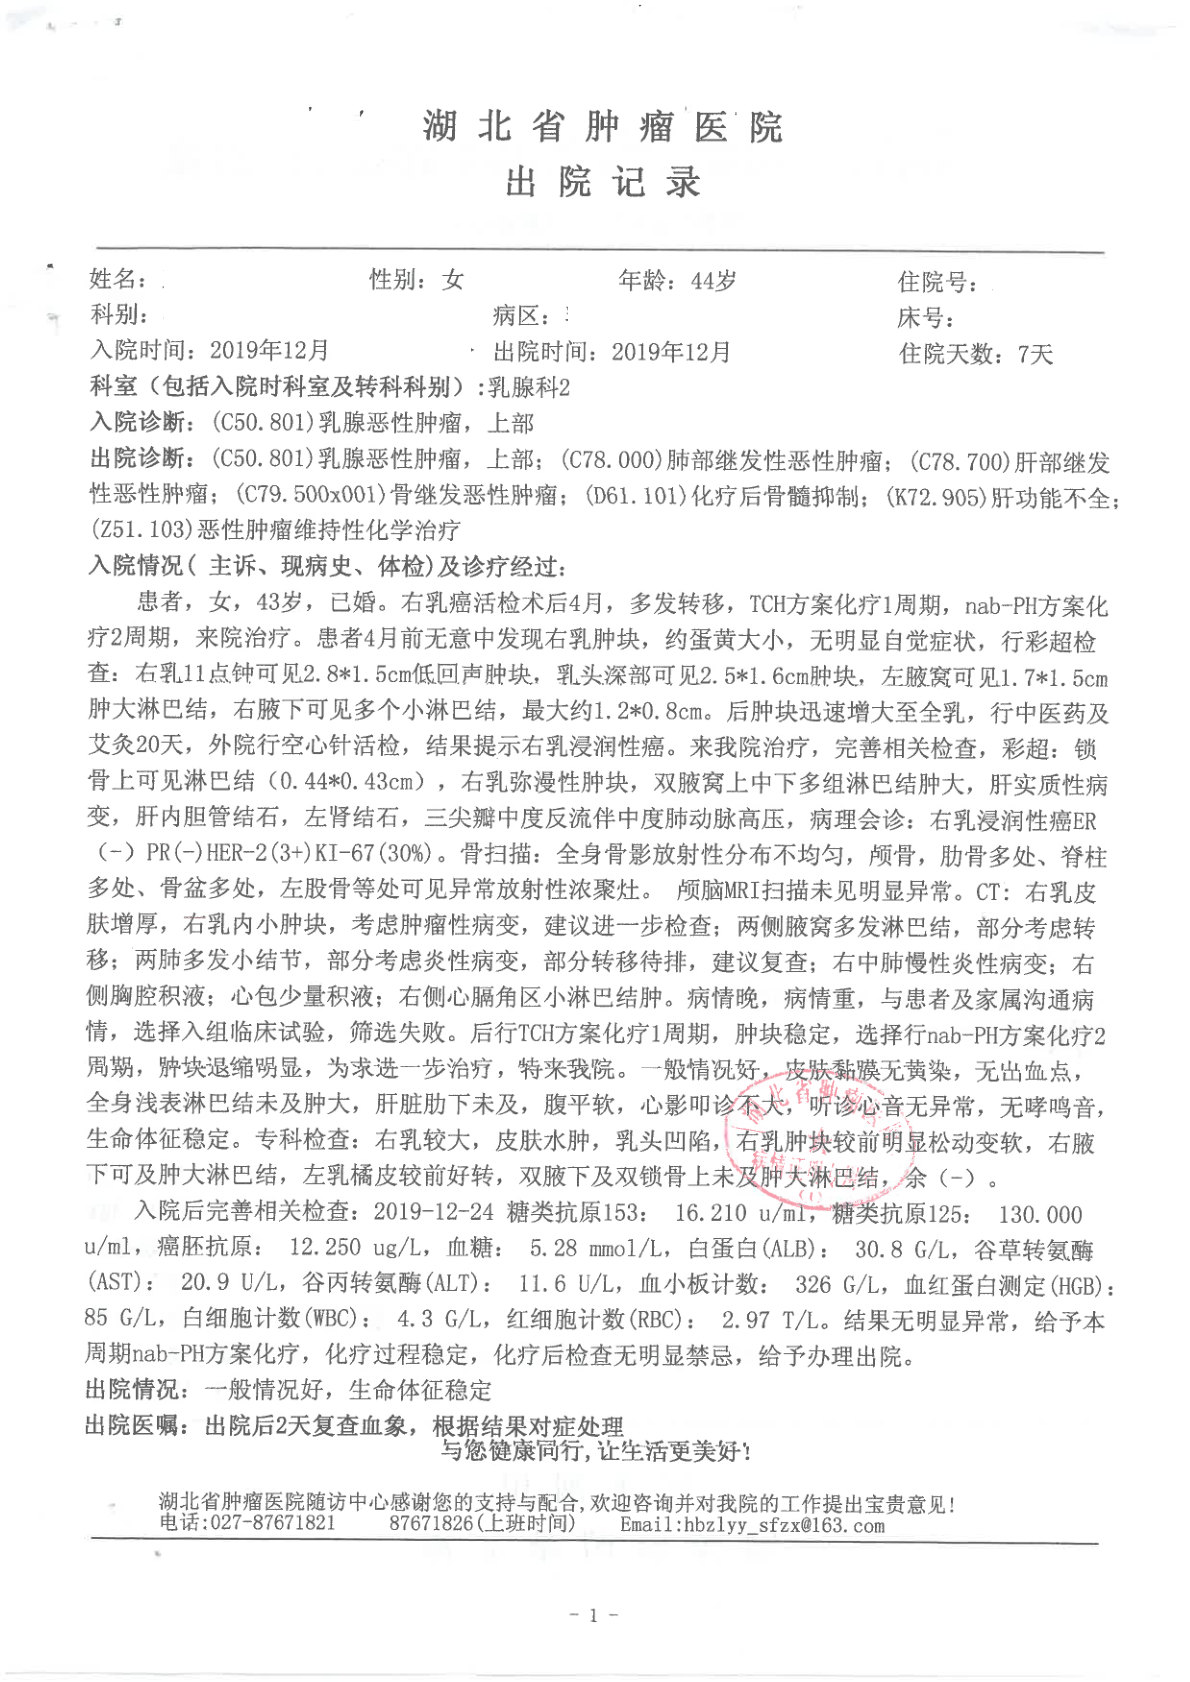 湖北省肿瘤医院
出院记录
姓名： 性别：女 年龄：44岁 住院号：
科别： 病区： 床号：
入院时间：2019年12月 出院时间：2019年12月 住院天数：7天
科室（包括入院时科室及转科科别）:乳腺科2
入院诊断：(C50.801)乳腺恶性肿瘤，上部
出院诊断：(C50.801)乳腺恶性肿瘤，上部；(C78.000)肺部继发性恶性肿瘤；(C78.700)肝部继发
性恶性肿瘤；(C79.500x001)骨继发恶性肿瘤；(D61.101)化疗后骨髓抑制；(K72.905)肝功能不全；
(Z51.103)恶性肿瘤维持性化学治疗
入院情况( 主诉、现病史、体检)及诊疗经过：
患者，女，43岁，已婚。右乳癌活检术后4月，多发转移，TCH方案化疗1周期，nab-PH方案化
疗2周期，来院治疗。患者4月前无意中发现右乳肿块，约蛋黄大小，无明显自觉症状，行彩超检
查：右乳11点钟可见2.8*1.5cm低回声肿块，乳头深部可见2.5*1.6cm肿块，左腋窝可见1.7*1.5cm
肿大淋巴结，右腋下可见多个小淋巴结，最大约1.2*0.8cm。后肿块迅速增大至全乳，行中医药及
艾灸20天，外院行空心针活检，结果提示右乳浸润性癌。来我院治疗，完善相关检查，彩超：锁
骨上可见淋巴结（0.44*0.43cm），右乳弥漫性肿块，双腋窝上中下多组淋巴结肿大，肝实质性病
变，肝内胆管结石，左肾结石，三尖瓣中度反流伴中度肺动脉高压，病理会诊：右乳浸润性癌ER
（-）PR(-)HER-2(3+)KI-67(30%)。骨扫描：全身骨影放射性分布不均匀，颅骨，肋骨多处、脊柱
多处、骨盆多处，左股骨等处可见异常放射性浓聚灶。 颅脑MRI扫描未见明显异常。CT: 右乳皮
肤增厚，右乳内小肿块，考虑肿瘤性病变，建议进一步检查；两侧腋窝多发淋巴结，部分考虑转
移；两肺多发小结节，部分考虑炎性病变，部分转移待排，建议复查；右中肺慢性炎性病变；右
侧胸腔积液；心包少量积液；右侧心膈角区小淋巴结肿。病情晚，病情重，与患者及家属沟通病
情，选择入组临床试验，筛选失败。后行TCH方案化疗1周期，肿块稳定，选择行nab-PH方案化疗2
周期，肿块退缩明显，为求进一步治疗，特来我院。一般情况好，皮肤黏膜无黄染，无出血点，
全身浅表淋巴结未及肿大，肝脏肋下未及，腹平软，心影叩诊不大，听诊心音无异常，无哮鸣音，
生命体征稳定。专科检查：右乳较大，皮肤水肿，乳头凹陷，右乳肿块较前明显松动变软，右腋
下可及肿大淋巴结，左乳橘皮较前好转，双腋下及双锁骨上未及肿大淋巴结，余（-）。
入院后完善相关检查：2019-12-24 糖类抗原153： 16.210 u/ml，糖类抗原125： 130.000
u/ml，癌胚抗原： 12.250 ug/L，血糖： 5.28 mmol/L，白蛋白(ALB)： 30.8 G/L，谷草转氨酶
(AST)： 20.9 U/L，谷丙转氨酶(ALT)： 11.6 U/L，血小板计数： 326 G/L，血红蛋白测定(HGB)：
85 G/L，白细胞计数(WBC)： 4.3 G/L，红细胞计数(RBC)： 2.97 T/L。结果无明显异常，给予本
周期nab-PH方案化疗，化疗过程稳定，化疗后检查无明显禁忌，给予办理出院。
出院情况：一般情况好，生命体征稳定
出院医嘱：出院后2天复查血象，根据结果对症处理
与您健康同行,让生活更美好!
湖北省肿瘤医院随访中心感谢您的支持与配合,欢迎咨询并对我院的工作提出宝贵意见!
电话:027-87671821 87671826(上班时间) Email:hbzlyy_sfzx@163.com
- 1 -